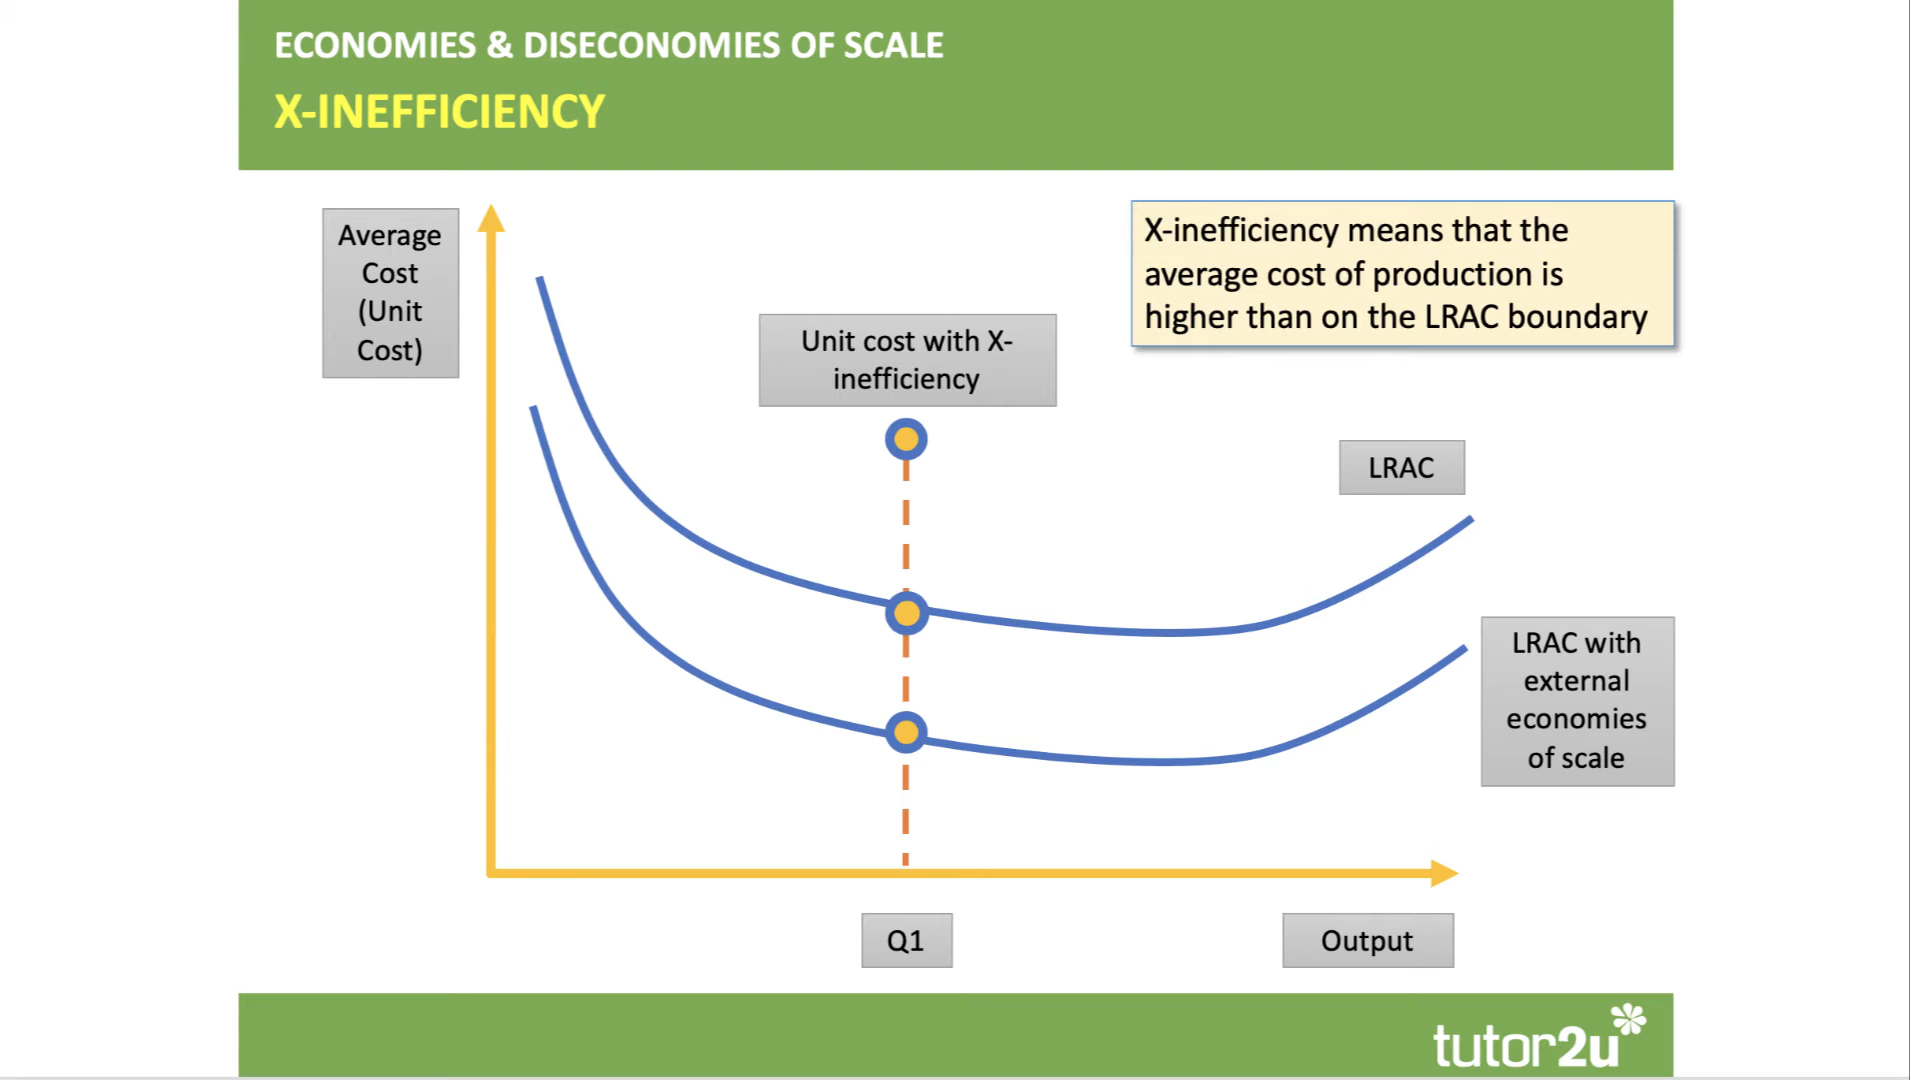 ECONOMIES & DISECONOMIES OF SCALE
X-INEFFICIENCY
Average
Cost
(Unit
Cost)
X-inefficiency means that the
average cost of production is
higher than on the LRAC boundary
Unit cost with X-
inefficiency
LRAC
LRAC with
external
economies
of scale
Q1
Output
tutor2u